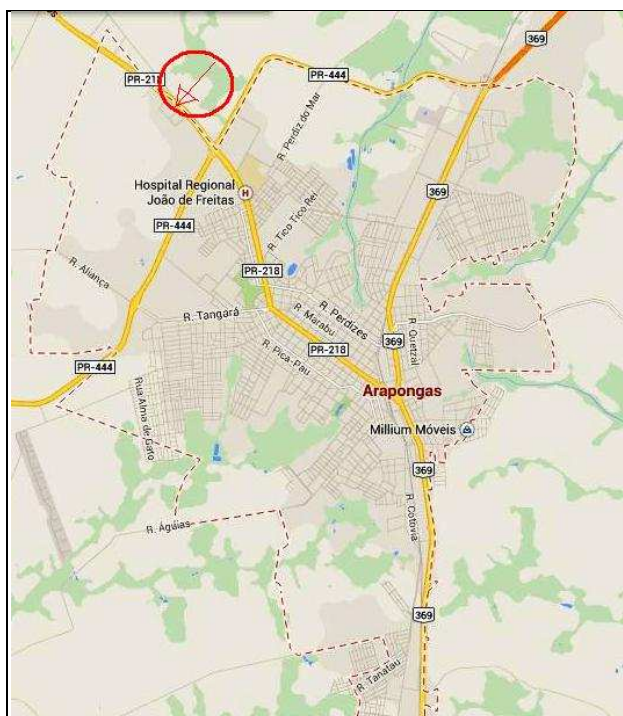 369
PR-218
PR-444
R. Perdiz do Mar
Hospital Regional
João de Freitas
369
R. Tico Tico Rei
PR-444
R. Aliança
PR-218
R. Tangará
R. Perdizes
R. Marabu
R. Quetzal
369
PR-218
R. Pica-Pau
PR-444
Arapongas
Rua Alma de Gato
Millium Móveis
369
R. Cotovia
R. Águias
369
R. Tanatau